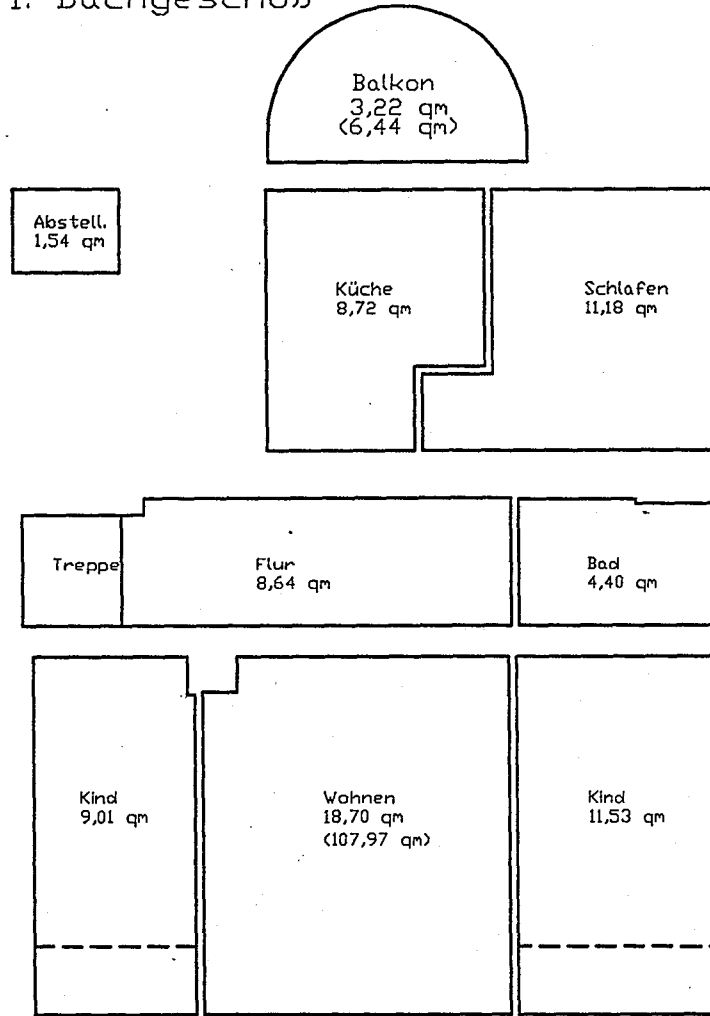 1. Dachgeschoß
Balkon
3,22 qm
(6,44 qm)
Abstell.
1,54 qm
Küche
8,72 qm
Schlafen
11,18 qm
Treppe
Flur
8,64 qm
Bad
4,40 qm
Kind
9,01 qm
Wohnen
18,70 qm
(107,97 qm)
Kind
11,53 qm